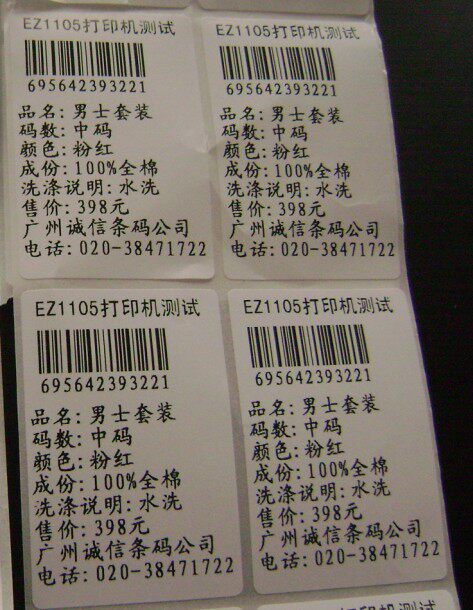 EZ1105打印机测试
695642393221
品名: 男士套装
码数: 中码
颜色: 粉红
成份: 100%全棉
洗涤说明: 水洗
售价: 398元
广州诚信条码公司
电话: 020-38471722
EZ1105打印机测试
695642393221
品名: 男士套装
码数: 中码
颜色: 粉红
成份: 100%全棉
洗涤说明: 水洗
售价: 398元
广州诚信条码公司
电话: 020-38471722
EZ1105打印机测试
695642393221
品名: 男士套装
码数: 中码
颜色: 粉红
成份: 100%全棉
洗涤说明: 水洗
售价: 398元
广州诚信条码公司
电话: 020-38471722
EZ1105打印机测试
695642393221
品名: 男士套装
码数: 中码
颜色: 粉红
成份: 100%全棉
洗涤说明: 水洗
售价: 398元
广州诚信条码公司
电话: 020-38471722
打印机测试